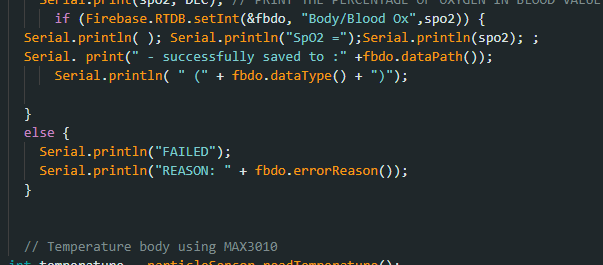 Serial.print(spo2, DEC); // PRINT THE PERCENTAGE OF OXYGEN IN BLOOD VALUE
if (Firebase.RTDB.setInt(&fbdo, "Body/Blood Ox",spo2)) {
Serial.println( ); Serial.println("SpO2 =");Serial.println(spo2); ;
Serial. print(" - successfully saved to :" +fbdo.dataPath());
Serial.println( " (" + fbdo.dataType() + ")");
}
else {
Serial.println("FAILED");
Serial.println("REASON: " + fbdo.errorReason());
}
// Temperature body using MAX3010
int temperature = particleSensor.readTemperature();